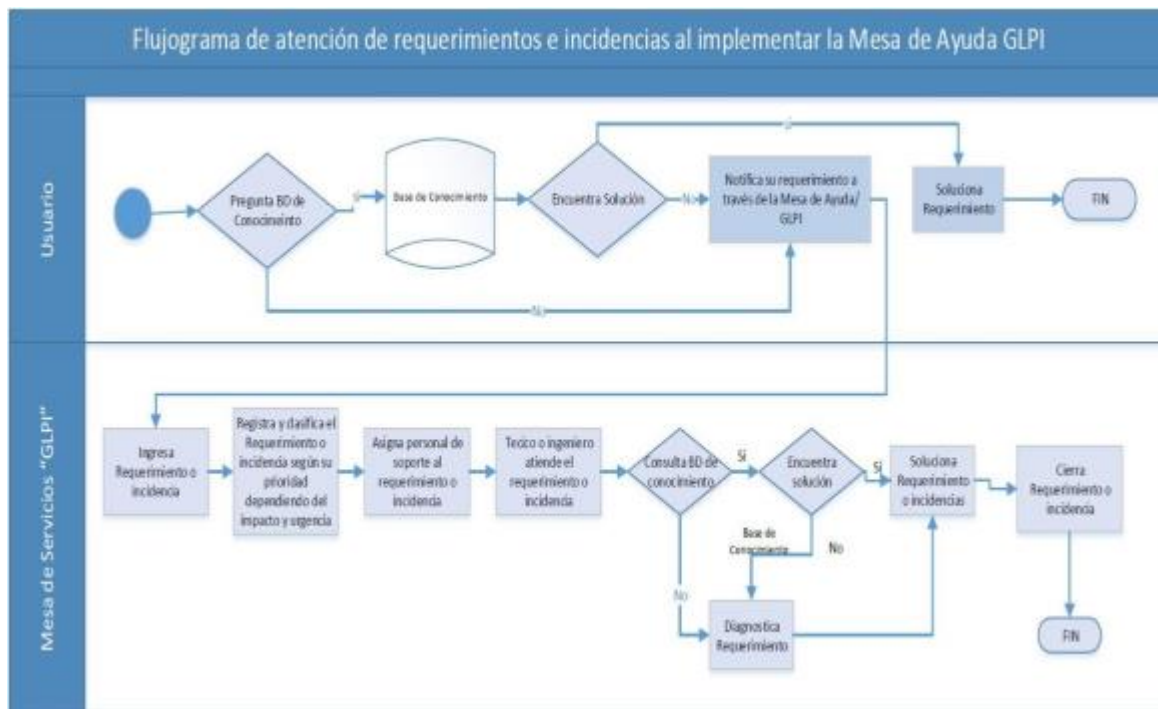 Flujograma de atención de requerimientos e incidencias al implementar la Mesa de Ayuda GLPI
Usuario
Pregunta BD de
Conocimeinto
si
Base de Conocimiento
Encuentra Solución
si
No
Notifica su requerimiento a
través de la Mesa de Ayuda/
GLPI
Soluciona
Requerimiento
FIN
No
Mesa de Servicios "GLPI"
Ingresa
Requerimiento o
incidencia
Registra y clasifica el
Requerimiento o
incidencia según su
prioridad
dependiendo del
impacto y urgencia
Asigna personal de
soporte al
requerimiento o
incidencia
Tecico o ingeniero
atiende el
requerimiento o
incidencia
Consulta BD de
conocimiento
Si
Encuentra
solución
Si
Soluciona
Requerimiento
o incidencias
Cierra
Requerimiento o
incidencia
Base de
Conocimiento
No
No
Diagnostica
Requerimiento
FIN